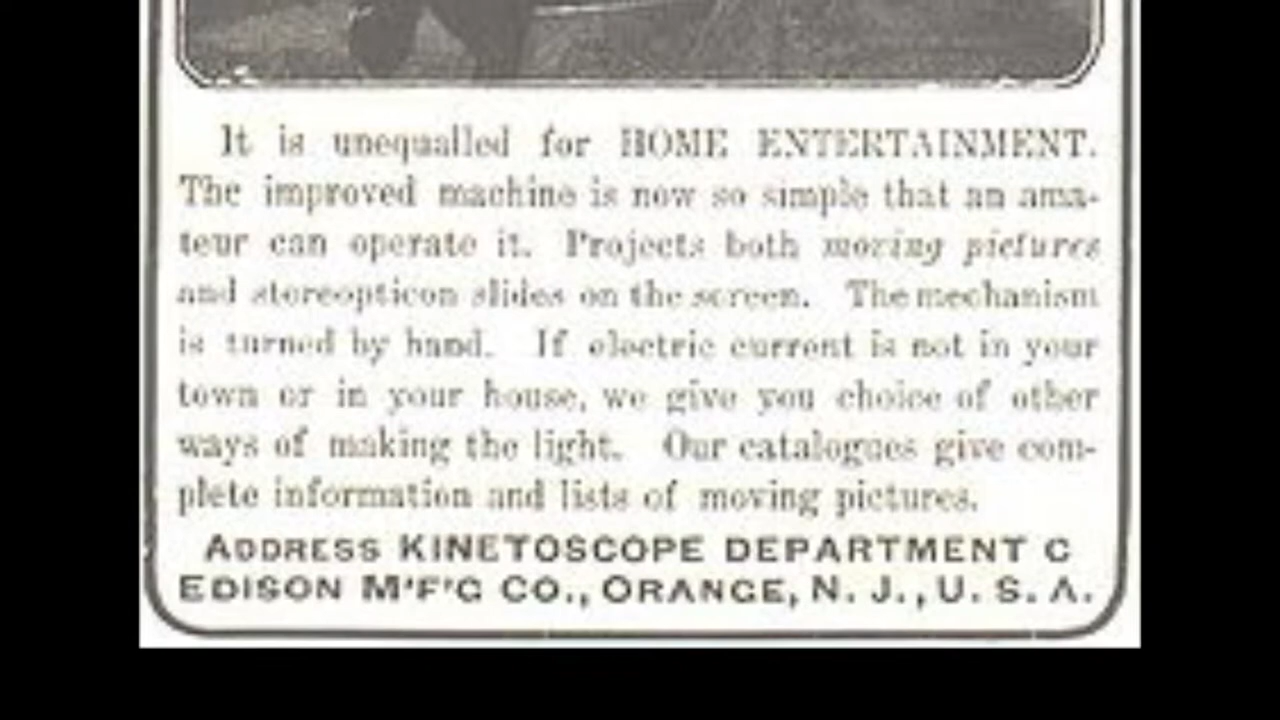 It is unequalled for HOME ENTERTAINMENT.
The improved machine is now so simple that an ama-
teur can operate it. Projects both moving pictures
and stereopticon slides on the screen. The mechanism
is turned by hand. If electric current is not in your
town or in your house, we give you choice of other
ways of making the light. Our catalogues give com-
plete information and lists of moving pictures.
ADDRESS KINETOSCOPE DEPARTMENT C
EDISON M'F'G CO., ORANGE, N. J., U. S. A.